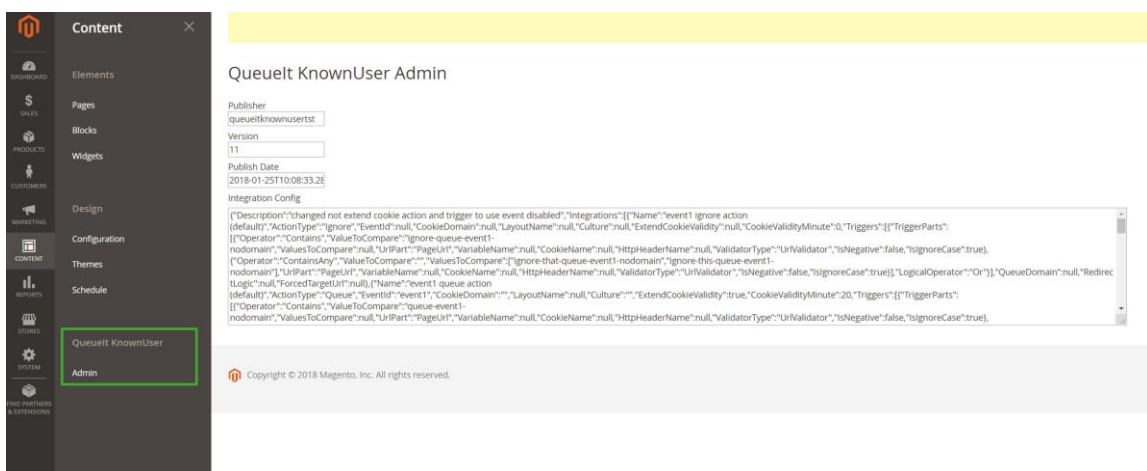 DASHBOARD
SALES
PRODUCTS
CUSTOMERS
MARKETING
CONTENT
REPORTS
STORES
SYSTEM
FIND PARTNERS
& EXTENSIONS
Content
Elements
Pages
Blocks
Widgets
Design
Configuration
Themes
Schedule
QueueIt KnownUser
Admin
QueueIt KnownUser Admin
Publisher
queueitknownusertst
Version
11
Publish Date
2018-01-25T10:08:33.28
Integration Config
{"Description":"changed not extend cookie action and trigger to use event disabled","Integrations":[{"Name":"event1 ignore action
(default)","ActionType":"Ignore","EventId":null,"CookieDomain":null,"LayoutName":null,"Culture":null,"ExtendCookieValidity":null,"CookieValidityMinute":0,"Triggers":[{"TriggerParts":
[{"Operator":"Contains","ValueToCompare":"ignore-queue-event1-
nodomain","ValuesToCompare":null,"UrlPart":"PageUrl","VariableName":null,"CookieName":null,"HttpHeaderName":null,"ValidatorType":"UrlValidator","IsNegative":false,"IsIgnoreCase":true},
{"Operator":"ContainsAny","ValueToCompare":"","ValuesToCompare":["ignore-that-queue-event1-nodomain","ignore-this-queue-event1-
nodomain"],"UrlPart":"PageUrl","VariableName":null,"CookieName":null,"HttpHeaderName":null,"ValidatorType":"UrlValidator","IsNegative":false,"IsIgnoreCase":true}],"LogicalOperator":"Or"}],"QueueDomain":null,"Redirec
tLogic":null,"ForcedTargetUrl":null},{"Name":"event1 queue action
(default)","ActionType":"Queue","EventId":"event1","CookieDomain":"","LayoutName":null,"Culture":"","ExtendCookieValidity":true,"CookieValidityMinute":20,"Triggers":[{"TriggerParts":
[{"Operator":"Contains","ValueToCompare":"queue-event1-
nodomain","ValuesToCompare":null,"UrlPart":"PageUrl","VariableName":null,"CookieName":null,"HttpHeaderName":null,"ValidatorType":"UrlValidator","IsNegative":false,"IsIgnoreCase":true},
Copyright © 2018 Magento, Inc. All rights reserved.